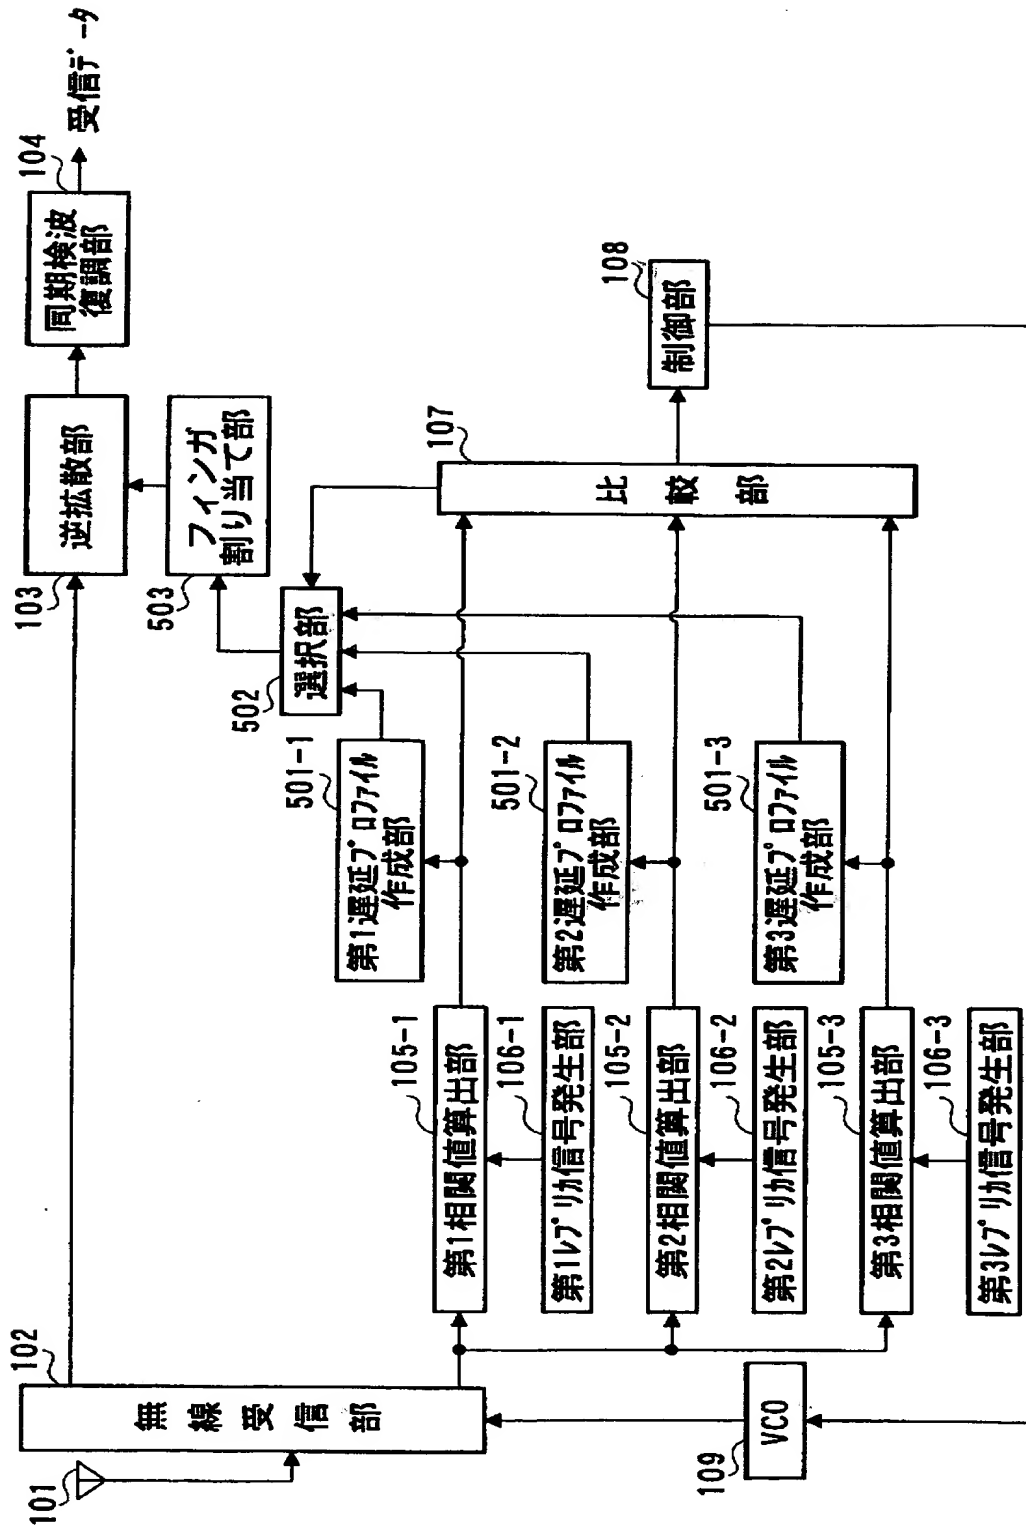 101
102
無線受信部
109
VCO
103
逆拡散部
104
同期検波
復調部
受信データ
503
フィンガ
割り当て部
502
選択部
501-1
第1遅延プロファイル
作成部
105-1
第1相関値算出部
106-1
第1レプリカ信号発生部
501-2
第2遅延プロファイル
作成部
105-2
第2相関値算出部
106-2
第2レプリカ信号発生部
501-3
第3遅延プロファイル
作成部
105-3
第3相関値算出部
106-3
第3レプリカ信号発生部
107
比較部
108
制御部